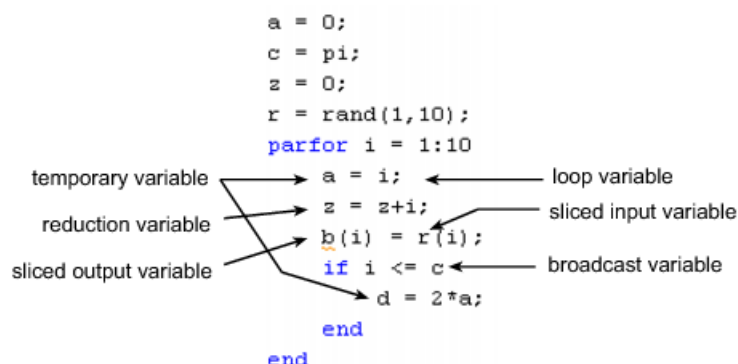 a = 0;
c = pi;
z = 0;
r = rand(1,10);
parfor i = 1:10
temporary variable a = i; loop variable
reduction variable z = z+i; sliced input variable
b(i) = r(i);
sliced output variable if i <= c broadcast variable
d = 2*a;
end
end